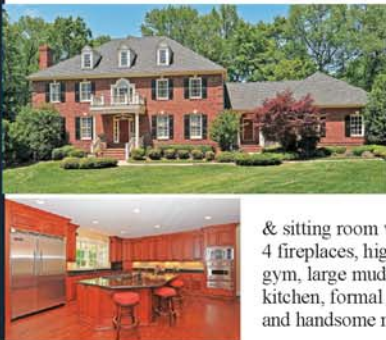 & sitting room
4 fireplaces, hig
gym, large mud
kitchen, formal
and handsome